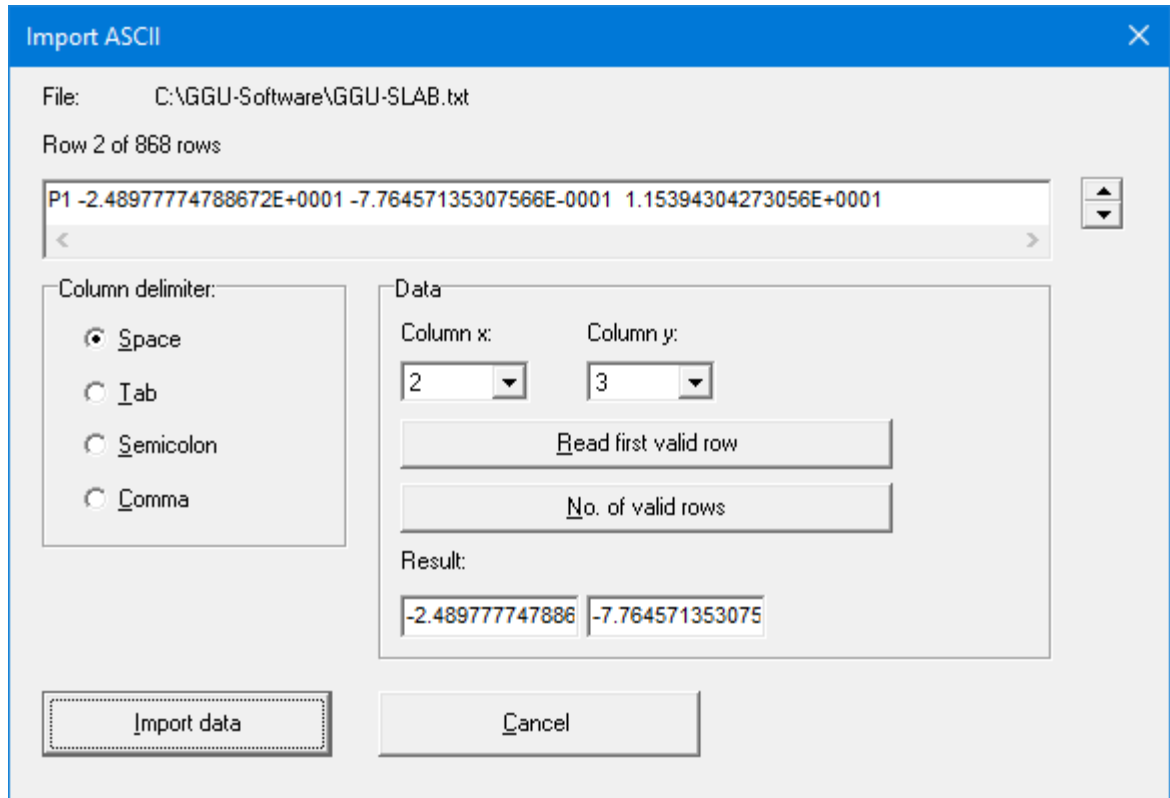 Import ASCII
File: C:\GGU-Software\GGU-SLAB.txt
Row 2 of 868 rows
P1 -2.48977774788672E+0001 -7.76457135307566E-0001 1.15394304273056E+0001
Column delimiter:
Space
Tab
Semicolon
Comma
Data
Column x: Column y:
2 3
Read first valid row
No. of valid rows
Result:
-2.489777747886 -7.764571353075
Import data Cancel